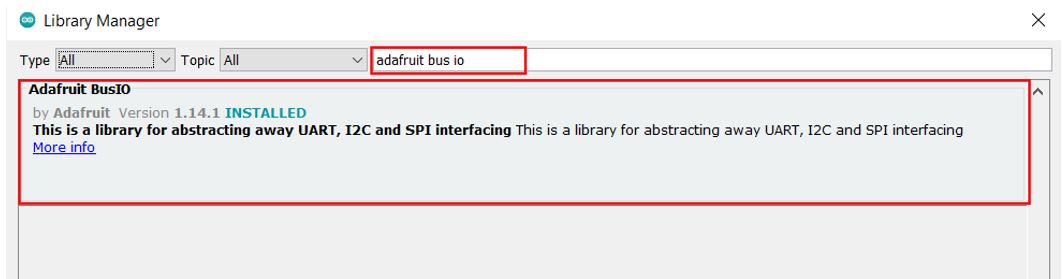 Library Manager
Type All Topic All adafruit bus io
Adafruit BusIO
by Adafruit Version 1.14.1 INSTALLED
This is a library for abstracting away UART, I2C and SPI interfacing This is a library for abstracting away UART, I2C and SPI interfacing
More info